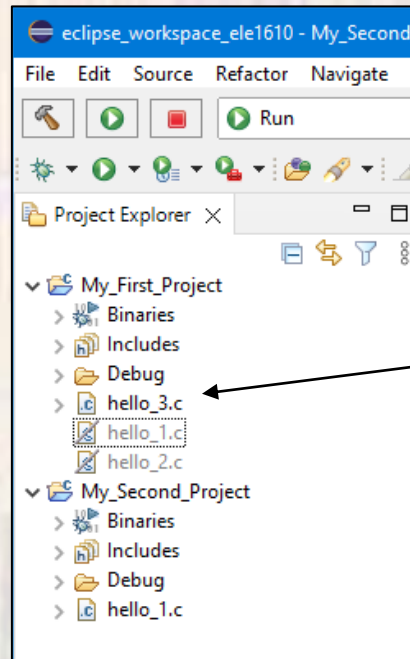 eclipse_workspace_ele1610 - My_Second
File Edit Source Refactor Navigate
Run
Project Explorer
My_First_Project
Binaries
Includes
Debug
hello_3.c
hello_1.c
hello_2.c
My_Second_Project
Binaries
Includes
Debug
hello_1.c